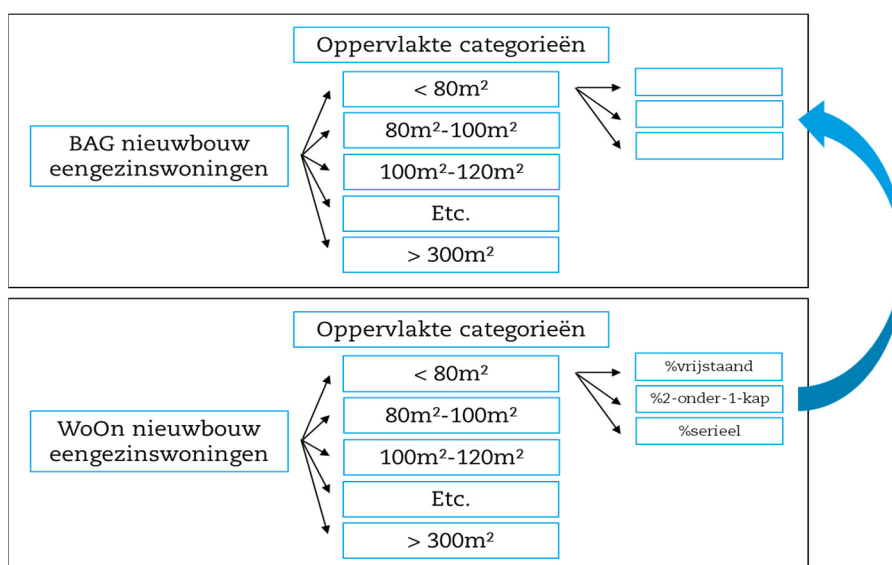 Oppervlakte categorieën
< 80m²
BAG nieuwbouw
eengezinswoningen
80m²-100m²
100m²-120m²
Etc.
> 300m²
Oppervlakte categorieën
< 80m²
%vrijstaand
%2-onder-1-kap
%serieel
WoOn nieuwbouw
eengezinswoningen
80m²-100m²
100m²-120m²
Etc.
> 300m²